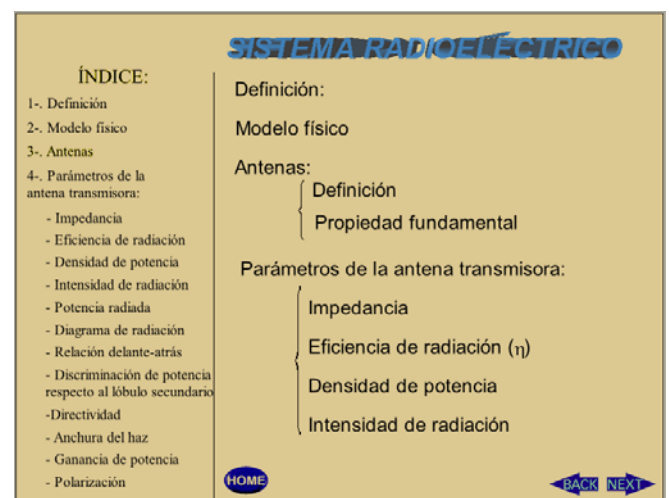 SISTEMA RADIOELÉCTRICO
ÍNDICE:
1-. Definición
2-. Modelo físico
3-. Antenas
4-. Parámetros de la
antena transmisora:
- Impedancia
- Eficiencia de radiación
- Densidad de potencia
- Intensidad de radiación
- Potencia radiada
- Diagrama de radiación
- Relación delante-atrás
- Discriminación de potencia
respecto al lóbulo secundario
-Directividad
- Anchura del haz
- Ganancia de potencia
- Polarización
Definición:
Modelo físico
Antenas:
Definición
Propiedad fundamental
Parámetros de la antena transmisora:
Impedancia
Eficiencia de radiación (η)
Densidad de potencia
Intensidad de radiación
HOME
BACK NEXT